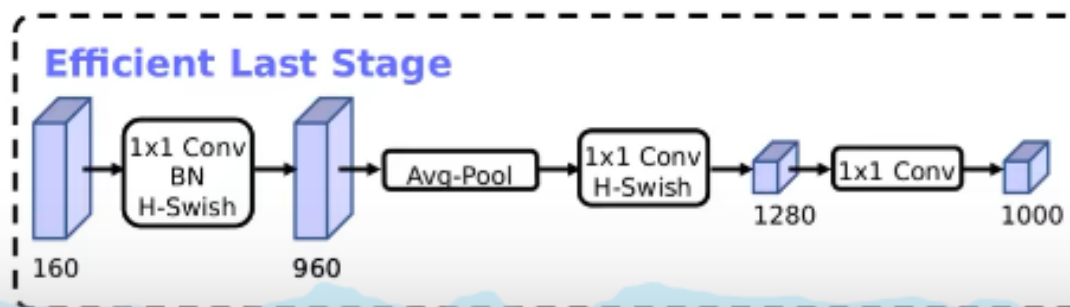 Efficient Last Stage
1x1 Conv
BN
H-Swish
Avg-Pool
1x1 Conv
H-Swish
1x1 Conv
160
960
1280
1000